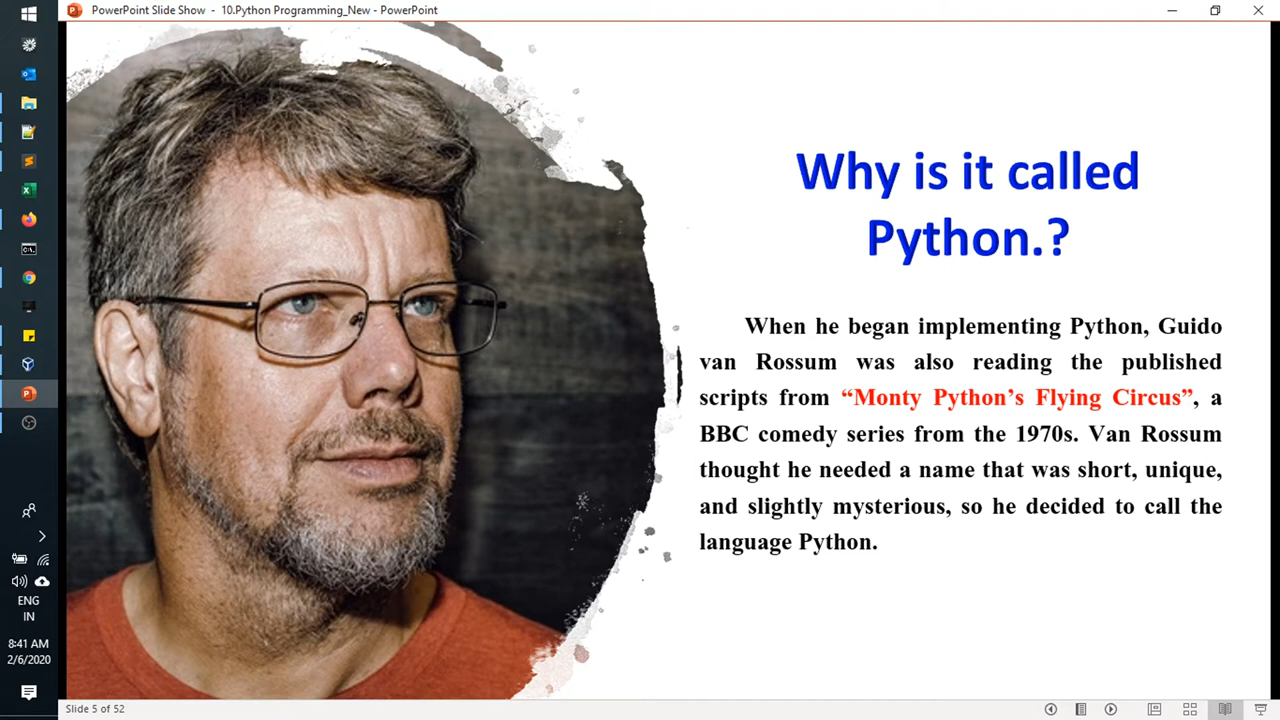 PowerPoint Slide Show - 10.Python Programming_New - PowerPoint
Why is it called
Python.?
When he began implementing Python, Guido
van Rossum was also reading the published
scripts from “Monty Python’s Flying Circus”, a
BBC comedy series from the 1970s. Van Rossum
thought he needed a name that was short, unique,
and slightly mysterious, so he decided to call the
language Python.
ENG
IN
8:41 AM
2/6/2020
Slide 5 of 52